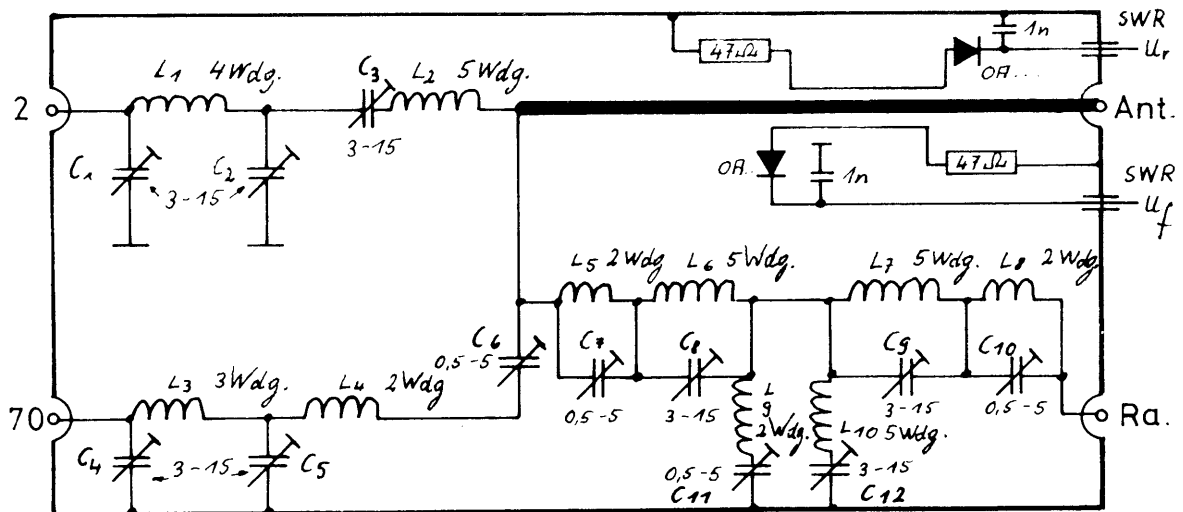 SWR
47Ω
1n
OA...
Ur
2
L1 4Wdg.
C3
L2 5Wdg.
3-15
Ant.
C1
C2
3-15
OA..
1n
47Ω
SWR
Uf
L5 2Wdg.
L6 5Wdg.
L7 5Wdg.
L8 2Wdg.
C6
0,5-5
C7
C8
C9
C10
0,5-5
3-15
3-15
0,5-5
70
L3 3Wdg.
L4 2Wdg
Ra.
L9
2Wdg.
L10 5Wdg.
C4
3-15
C5
0,5-5
C11
3-15
C12